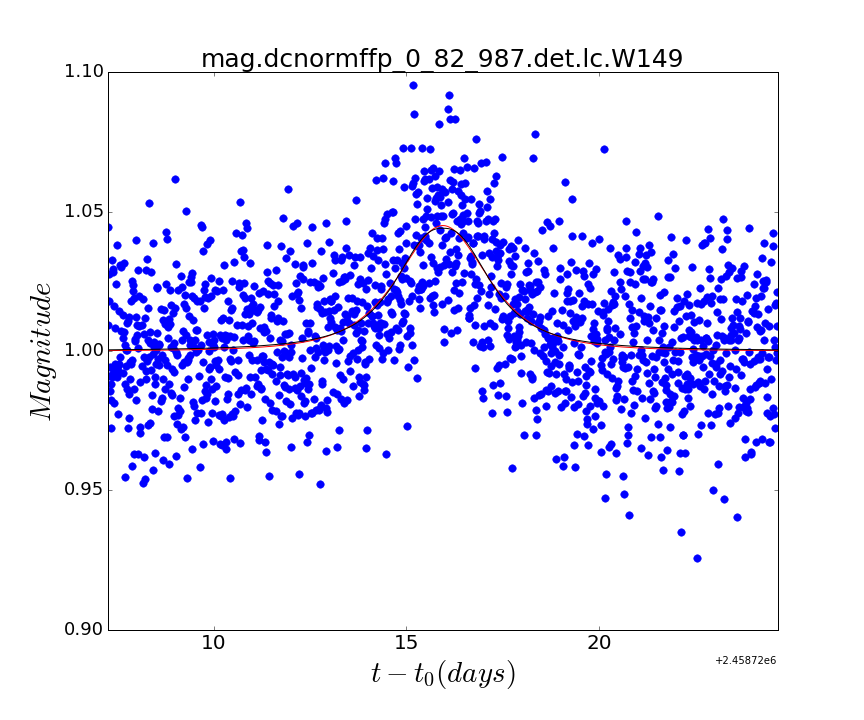 mag.dcnormffp_0_82_987.det.lc.W149
1.10
1.05
1.00
0.95
0.90
Magnitude
10 15 20
+2.45872e6
t − t₀(days)